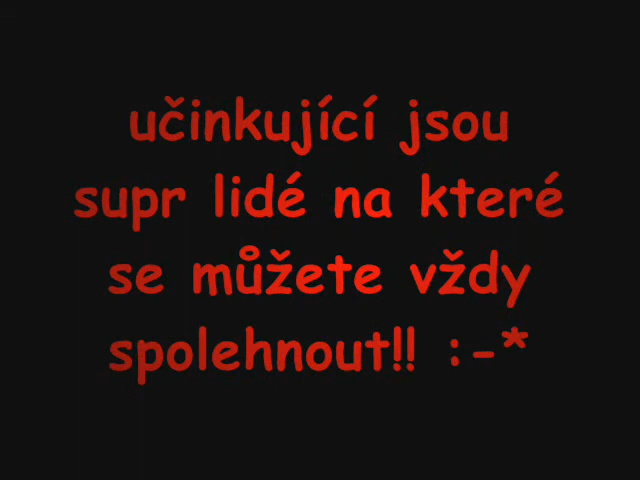 učinkující jsou
supr lidé na které
se můžete vždy
spolehnout!! :-*